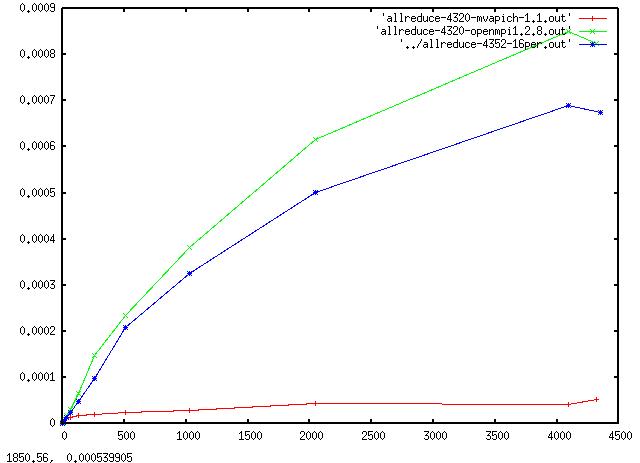 0.0009
'allreduce-4320-mvapich-1.1.out'
'allreduce-4320-openmpi1.2.8.out'
'../allreduce-4352-16per.out'
0.0008
0.0007
0.0006
0.0005
0.0004
0.0003
0.0002
0.0001
0
0 500 1000 1500 2000 2500 3000 3500 4000 4500
1850.56, 0.000539905